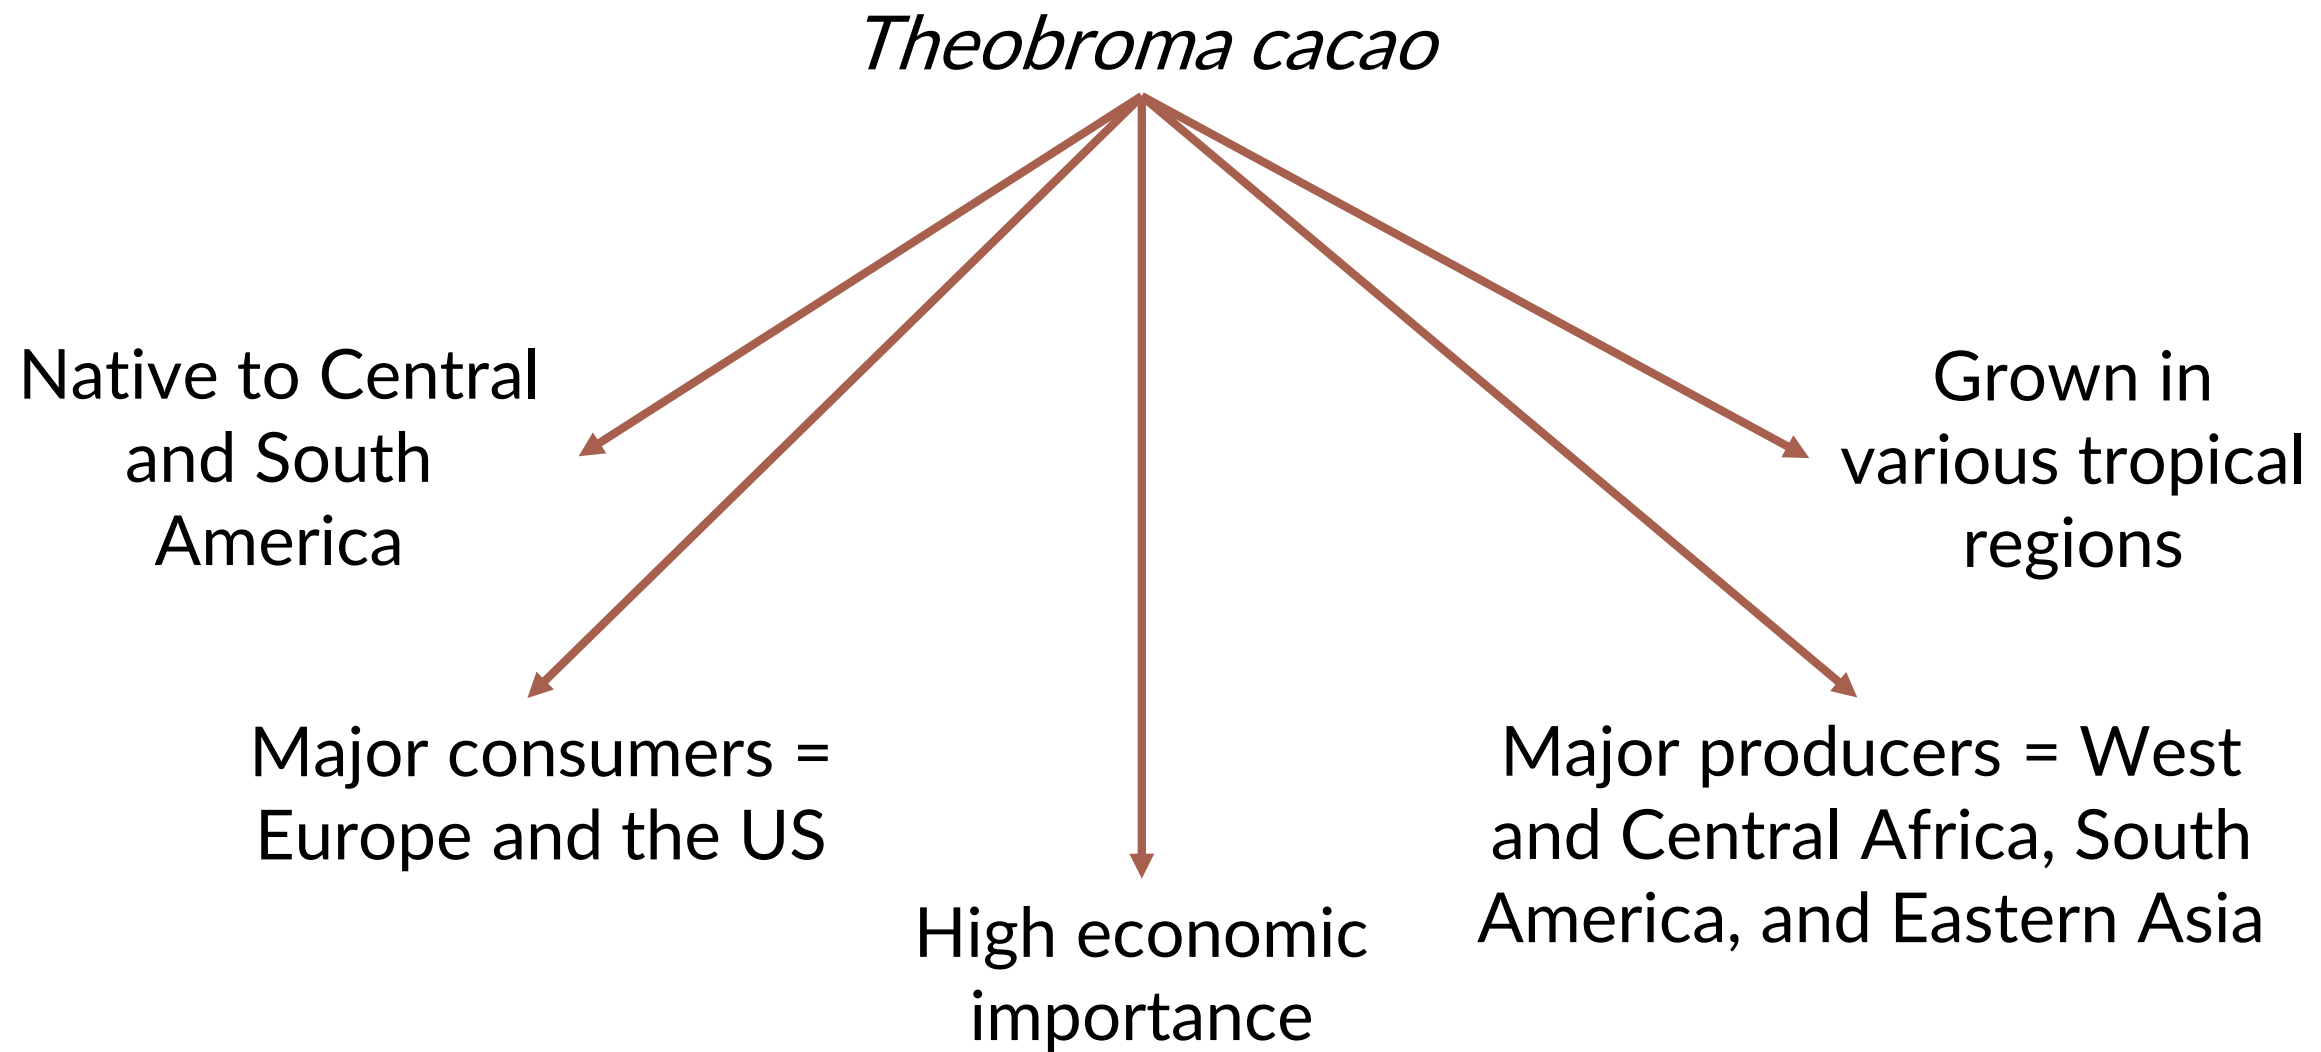 Theobroma cacao
Native to Central
and South
America
Grown in
various tropical
regions
Major consumers =
Europe and the US
Major producers = West
and Central Africa, South
America, and Eastern Asia
High economic
importance